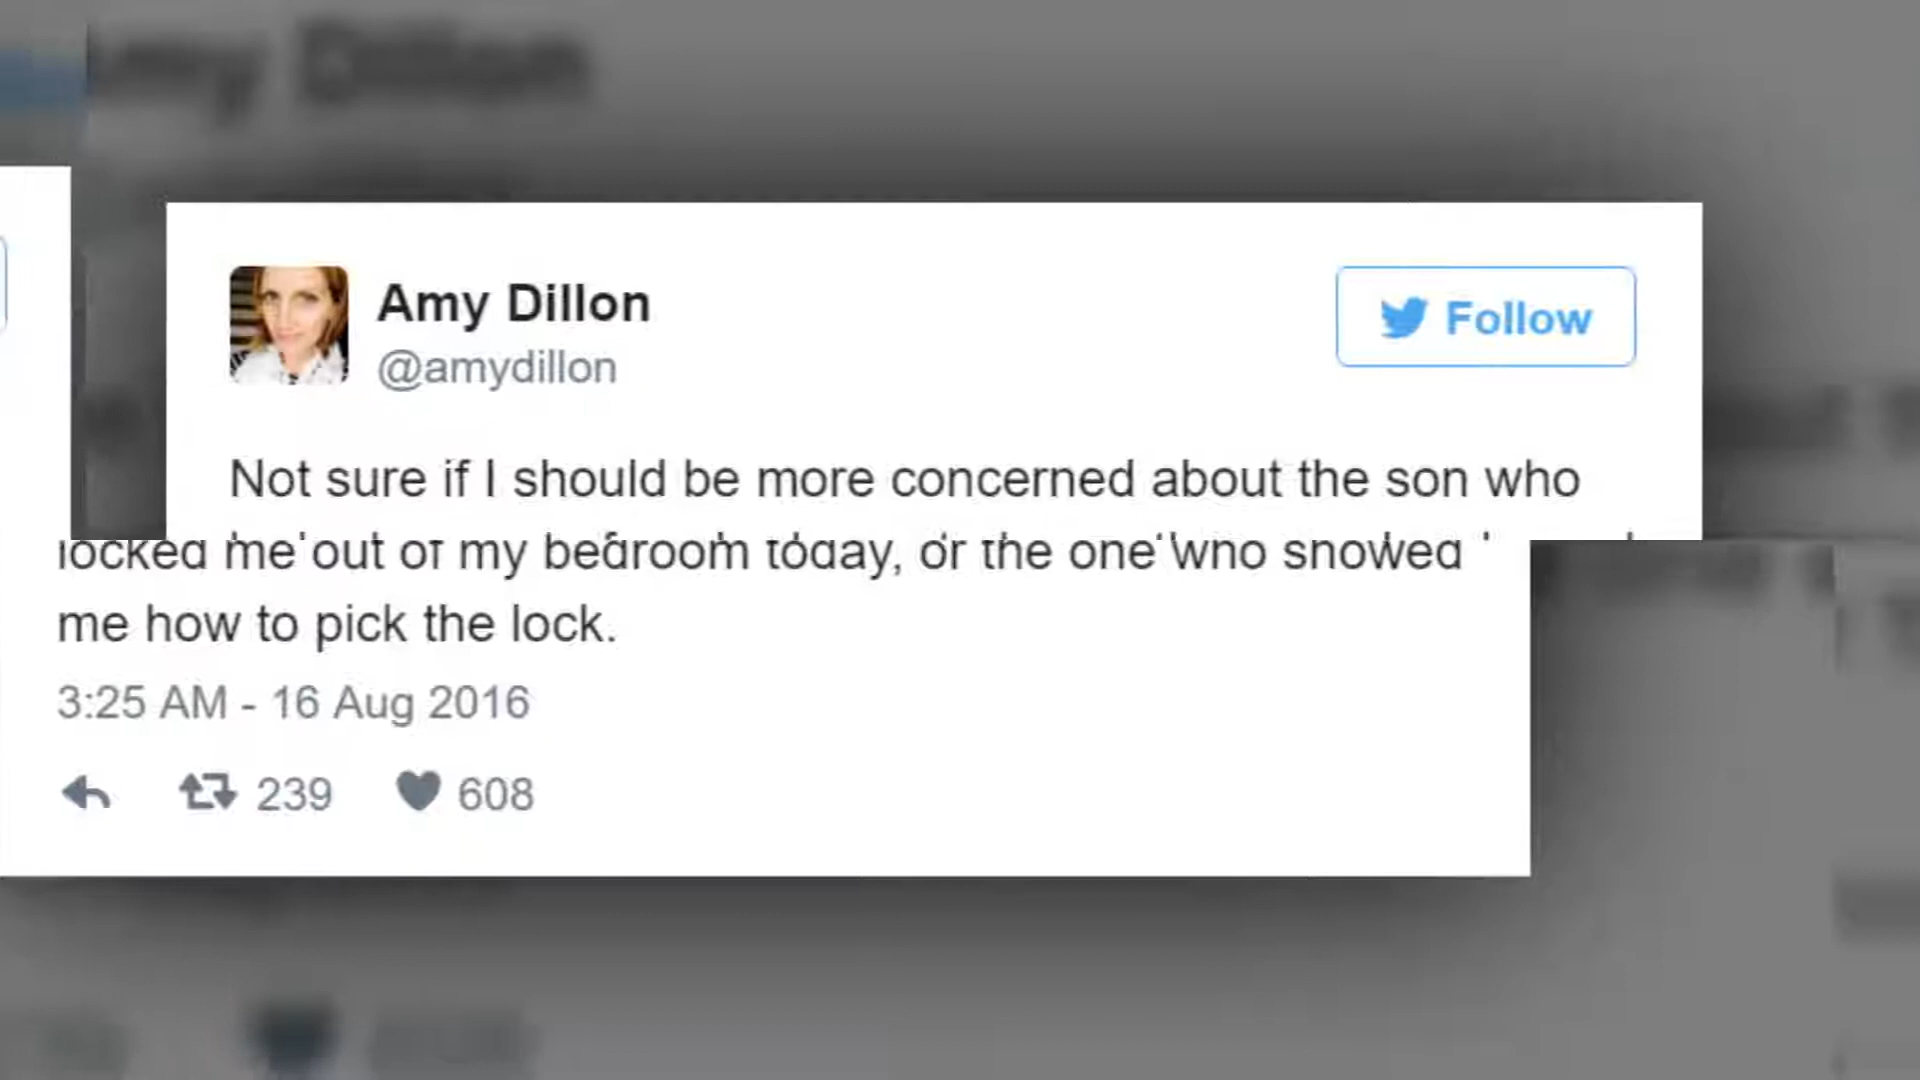 Amy Dillon
Amy Dillon
@amydillon
Follow
Not sure if I should be more concerned about the son who
locked me out of my bedroom today, or the one who showed
me how to pick the lock.
3:25 AM - 16 Aug 2016
239 608